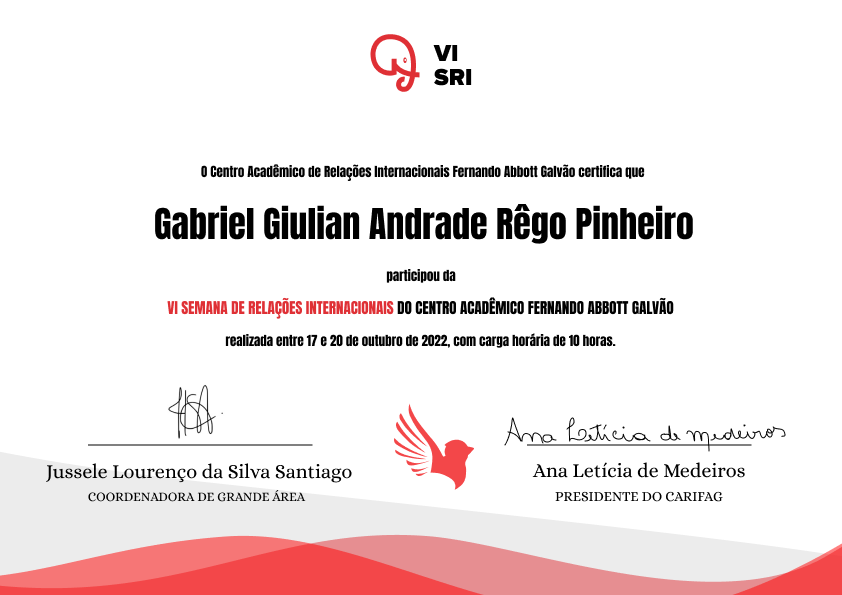 VI
SRI
O Centro Acadêmico de Relações Internacionais Fernando Abbott Galvão certifica que
Gabriel Giulian Andrade Rêgo Pinheiro
participou da
VI SEMANA DE RELAÇÕES INTERNACIONAIS DO CENTRO ACADÊMICO FERNANDO ABBOTT GALVÃO
realizada entre 17 e 20 de outubro de 2022, com carga horária de 10 horas.
Ana Letícia de Medeiros
Jussele Lourenço da Silva Santiago
COORDENADORA DE GRANDE ÁREA
Ana Letícia de Medeiros
PRESIDENTE DO CARIFAG